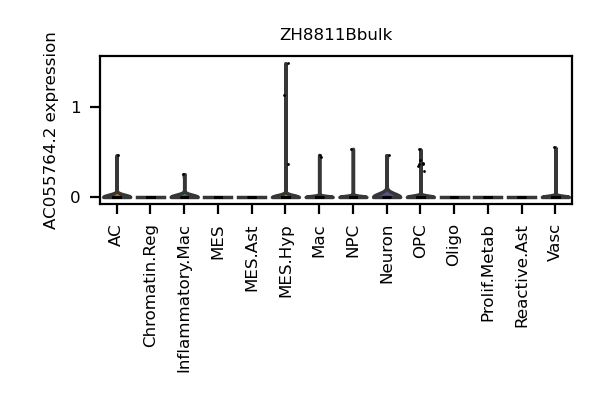 ZH8811Bbulk
AC055764.2 expression
1
0
AC
Chromatin.Reg
Inflammatory.Mac
MES
MES.Ast
MES.Hyp
Mac
NPC
Neuron
OPC
Oligo
Prolif.Metab
Reactive.Ast
Vasc